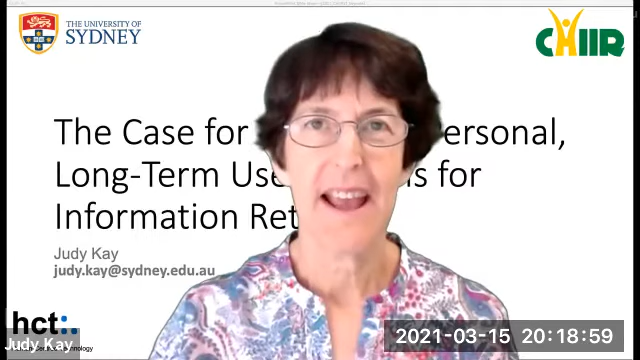 THE UNIVERSITY OF
SYDNEY
CHIIR
The Case for ersonal,
Long-Term Use s for
Information Ret
Judy Kay
judy.kay@sydney.edu.au
hct:.
Judy Kay
2021-03-15 20:18:59